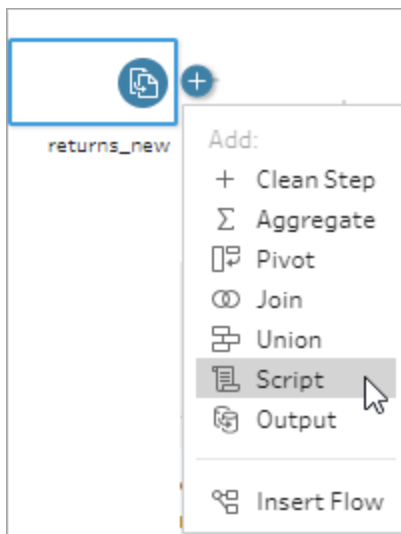 returns_new
Add:
Clean Step
Aggregate
Pivot
Join
Union
Script
Output
Insert Flow